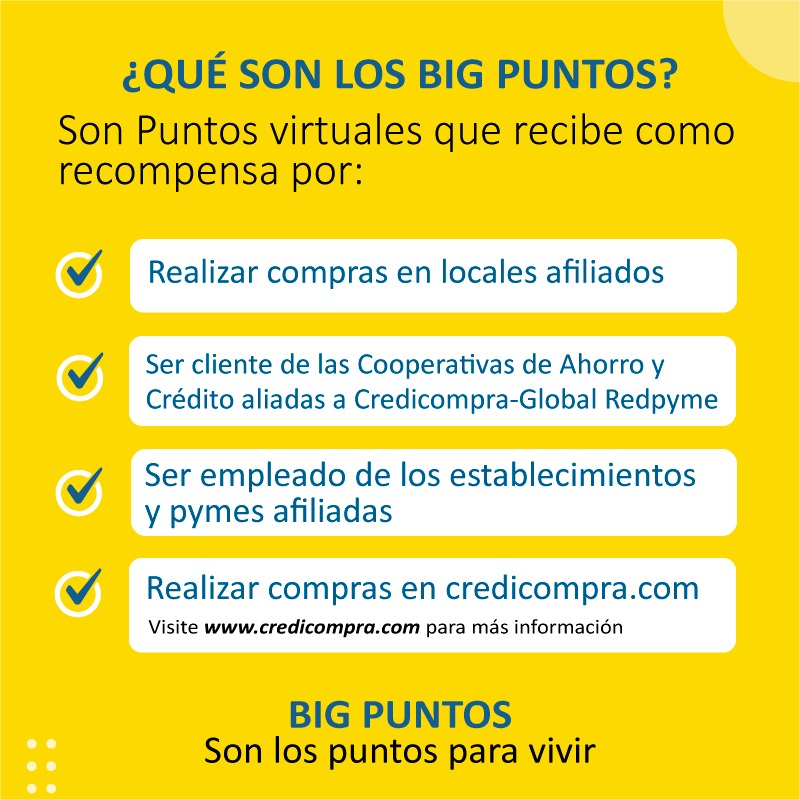 ¿QUÉ SON LOS BIG PUNTOS?
Son Puntos virtuales que recibe como
recompensa por:
Realizar compras en locales afiliados
Ser cliente de las Cooperativas de Ahorro y
Crédito aliadas a Credicompra-Global Redpyme
Ser empleado de los establecimientos
y pymes afiliadas
Realizar compras en credicompra.com
Visite www.credicompra.com para más información
BIG PUNTOS
Son los puntos para vivir